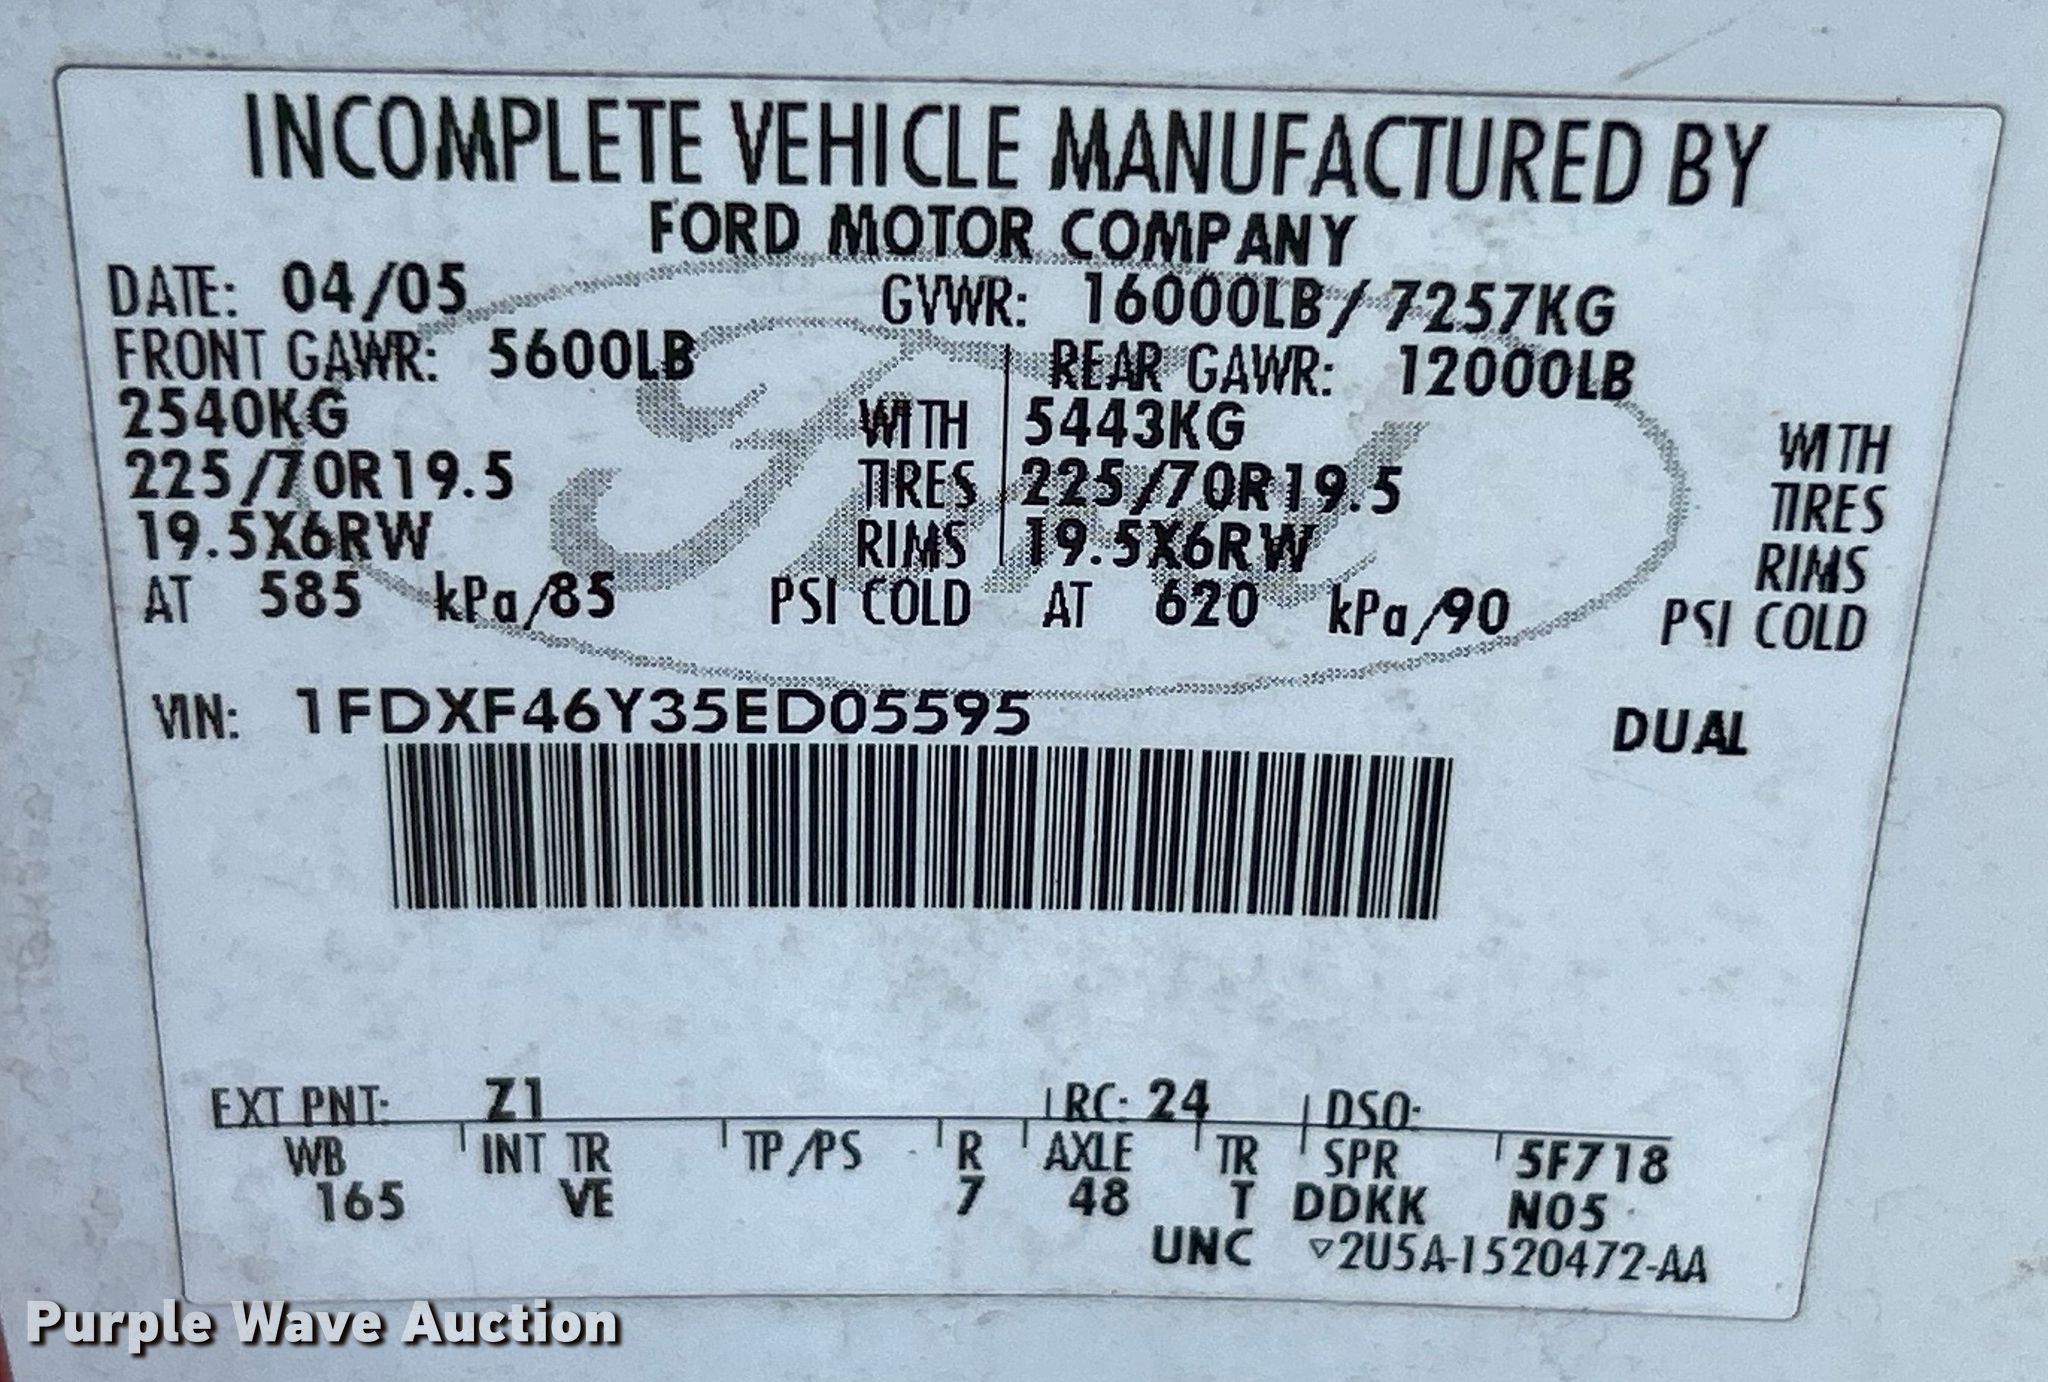 INCOMPLETE VEHICLE MANUFACTURED BY
FORD MOTOR COMPANY
DATE: 04/05 GVWR: 16000LB/ 7257KG
FRONT GAWR: 5600LB REAR GAWR: 12000LB
2540KG WITH 5443KG WITH
225/70R19.5 TIRES 225/70R19.5 TIRES
19.5X6RW RIMS 19.5X6RW RIMS
AT 585 kPa/85 PSI COLD AT 620 kPa/90 PSI COLD
VIN: 1FDXF46Y35ED05595 DUAL
EXT PNT: Z1 RC: 24 DSO:
WB INT TR TP/PS R AXLE TR SPR 5F718
165 VE 7 48 T DDKK N05
UNC ▽2U5A-1520472-AA
Ford
Purple Wave Auction